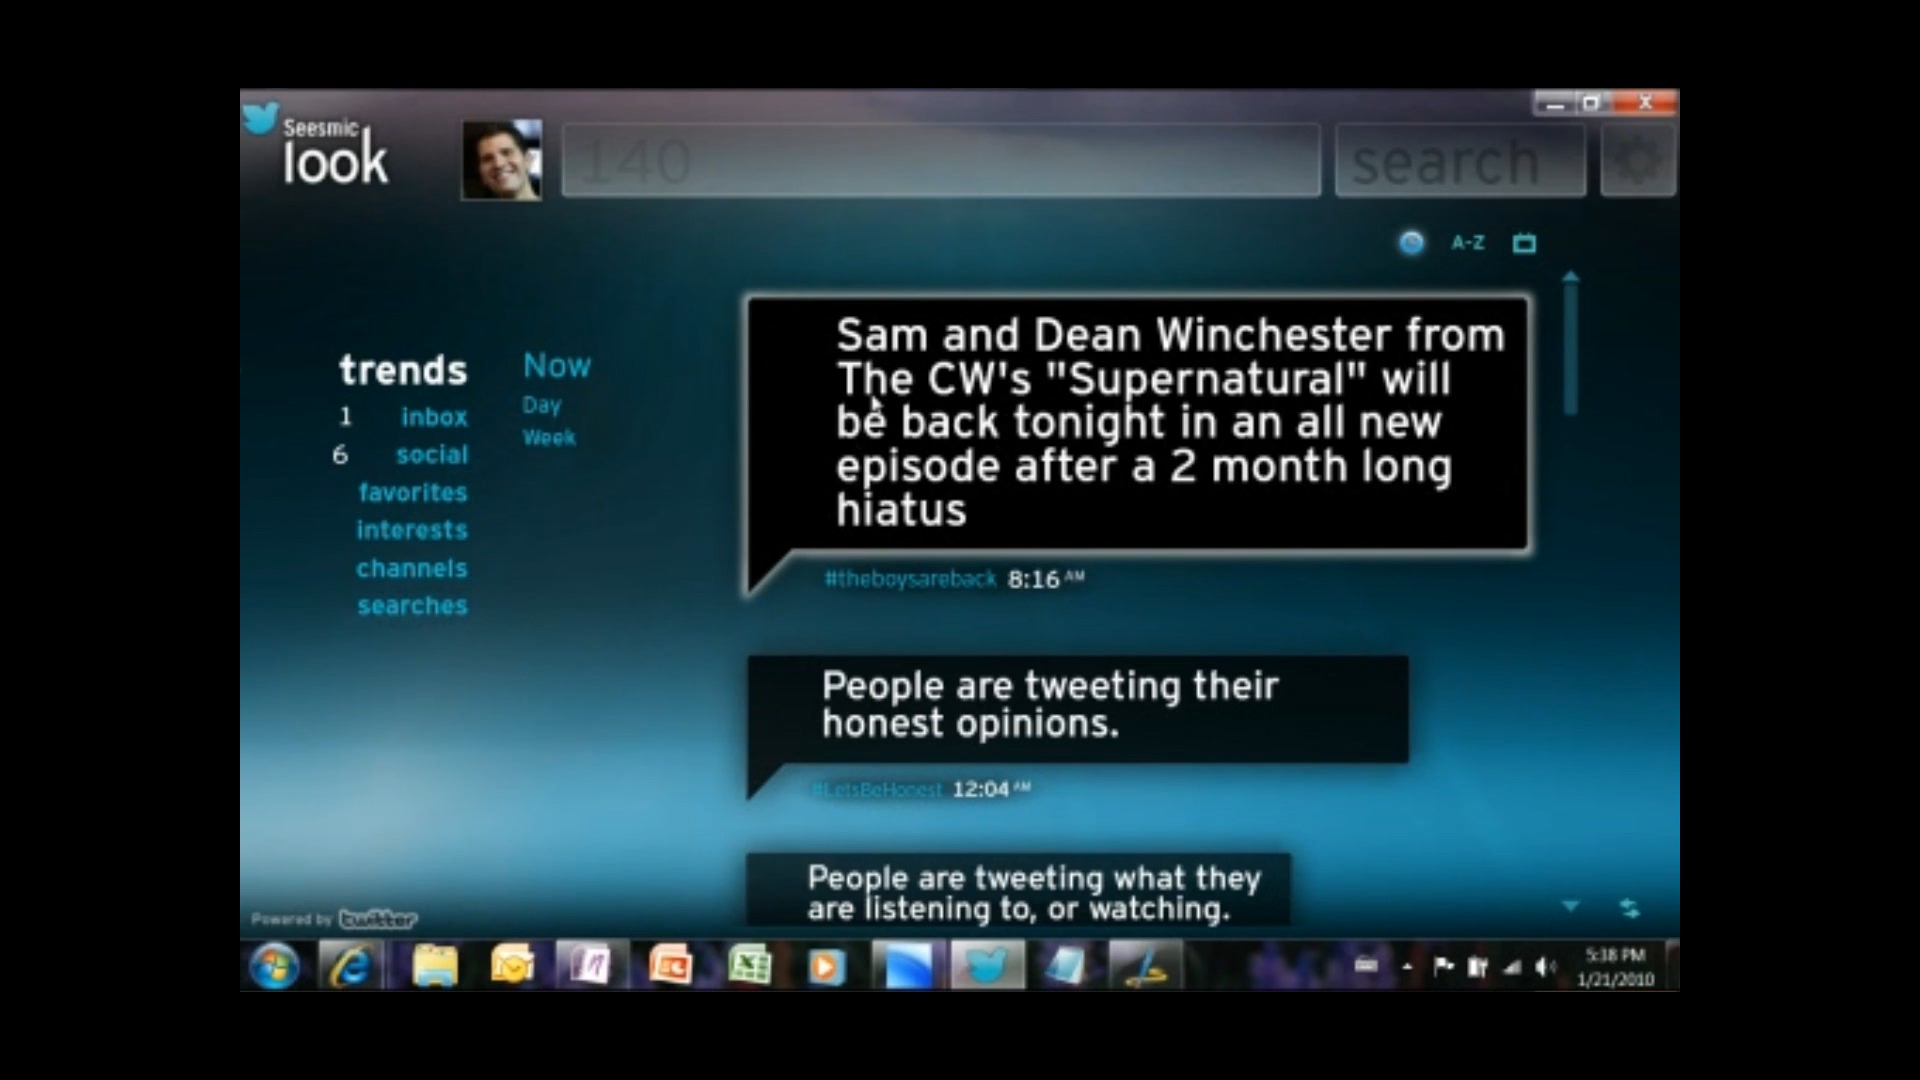 Seesmic
look
140
search
A-Z
Sam and Dean Winchester from
The CW's "Supernatural" will
be back tonight in an all new
episode after a 2 month long
hiatus
#theboysareback 8:16 AM
trends
1 inbox
6 social
favorites
interests
channels
searches
Now
Day
Week
People are tweeting their
honest opinions.
#LetsBeHonest 12:04 AM
People are tweeting what they
are listening to, or watching.
Powered by twitter
5:38 PM
1/21/2010